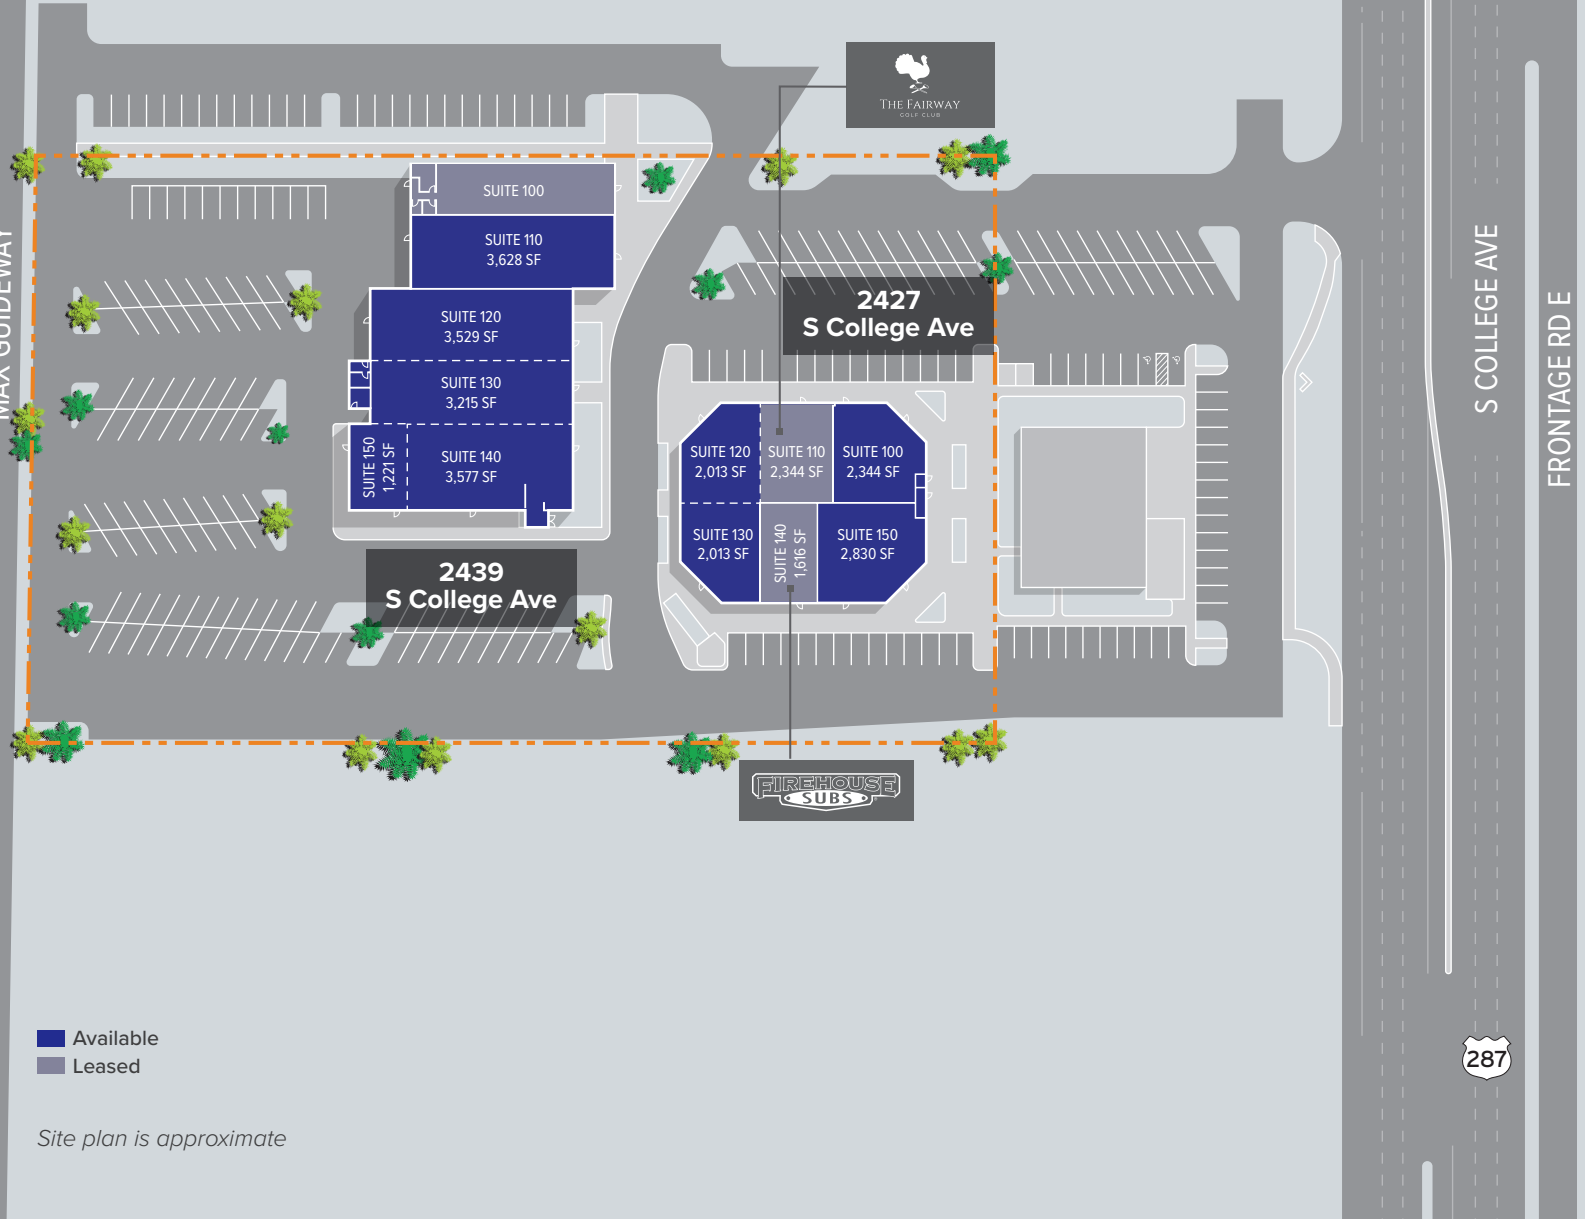 THE FAIRWAY
GOLF CLUB
SUITE 100
SUITE 110
3,628 SF
SUITE 120
3,529 SF
SUITE 130
3,215 SF
SUITE 150
1,221 SF
SUITE 140
3,577 SF
2439
S College Ave
2427
S College Ave
SUITE 120
2,013 SF
SUITE 110
2,344 SF
SUITE 100
2,344 SF
SUITE 130
2,013 SF
SUITE 140
1,616 SF
SUITE 150
2,830 SF
FIREHOUSE
SUBS
MAX GUIDEWAY
S COLLEGE AVE
FRONTAGE RD E
287
Available
Leased
Site plan is approximate